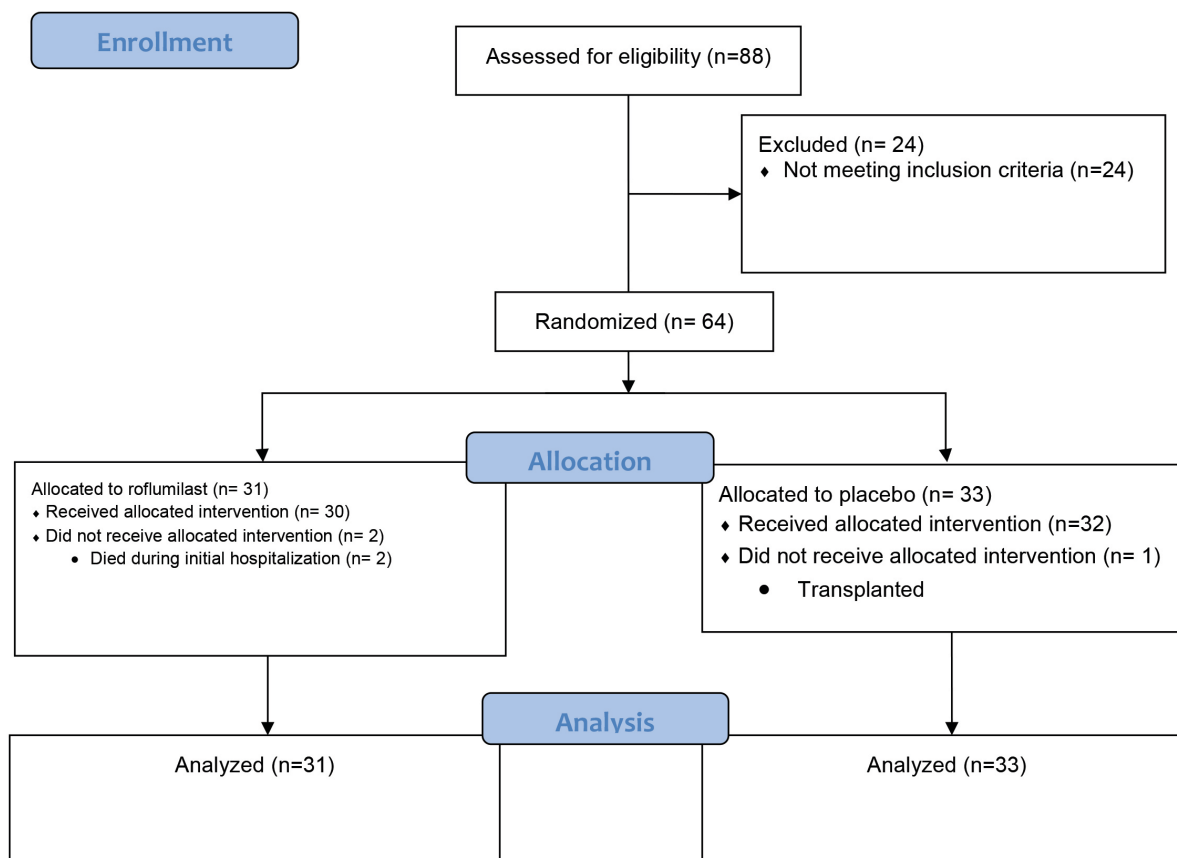 Enrollment
Assessed for eligibility (n=88)
Excluded (n= 24)
♦ Not meeting inclusion criteria (n=24)
Randomized (n= 64)
Allocation
Allocated to roflumilast (n= 31)
♦ Received allocated intervention (n= 30)
♦ Did not receive allocated intervention (n= 2)
● Died during initial hospitalization (n= 2)
Allocated to placebo (n= 33)
♦ Received allocated intervention (n=32)
♦ Did not receive allocated intervention (n= 1)
● Transplanted
Analysis
Analyzed (n=31)
Analyzed (n=33)